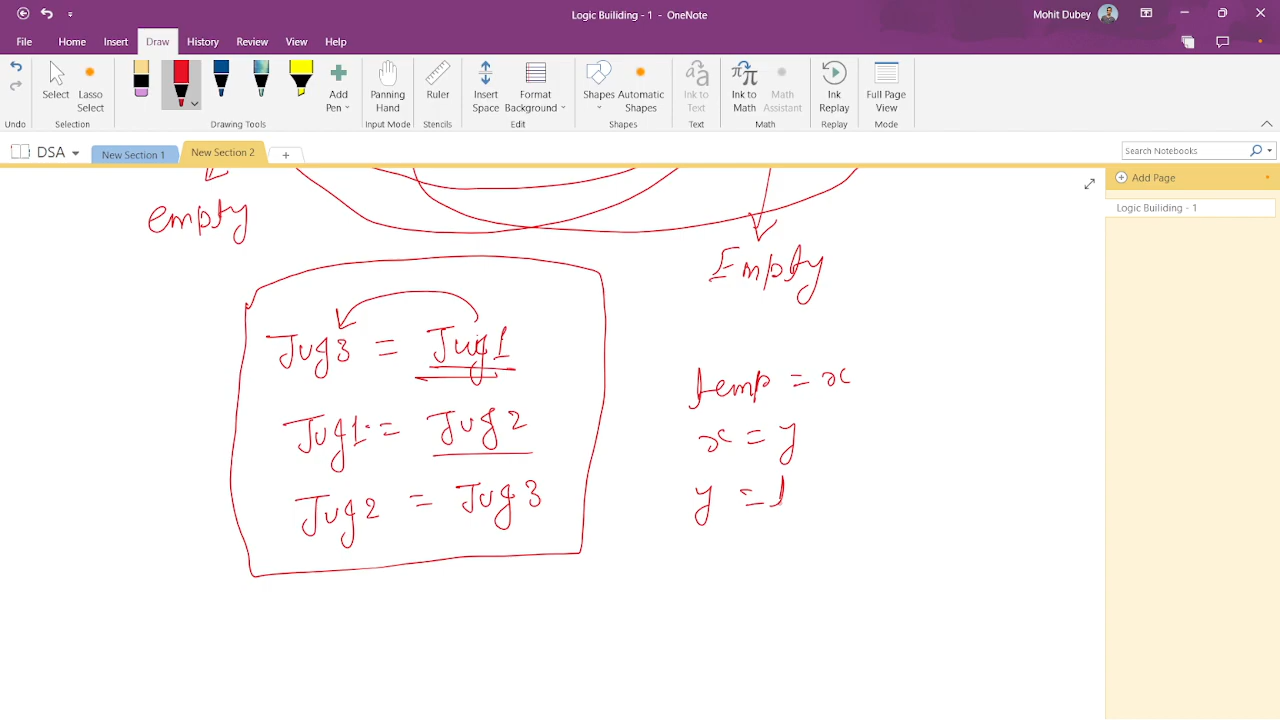 Logic Builiding - 1 - OneNote
Mohit Dubey
File Home Insert Draw History Review View Help
Undo
Select
Lasso Select
Selection
Drawing Tools
Add Pen
Panning Hand
Input Mode
Ruler
Stencils
Insert Space
Format Background
Edit
Shapes
Automatic Shapes
Shapes
Ink to Text
Text
Ink to Math
Math Assistant
Math
Ink Replay
Replay
Full Page View
Mode
DSA
New Section 1
New Section 2
Search Notebooks
Add Page
Logic Builiding - 1
empty
Empty
Jug3 = Jug1
Jug1 = Jug2
Jug2 = Jug3
temp = x
x = y
y =